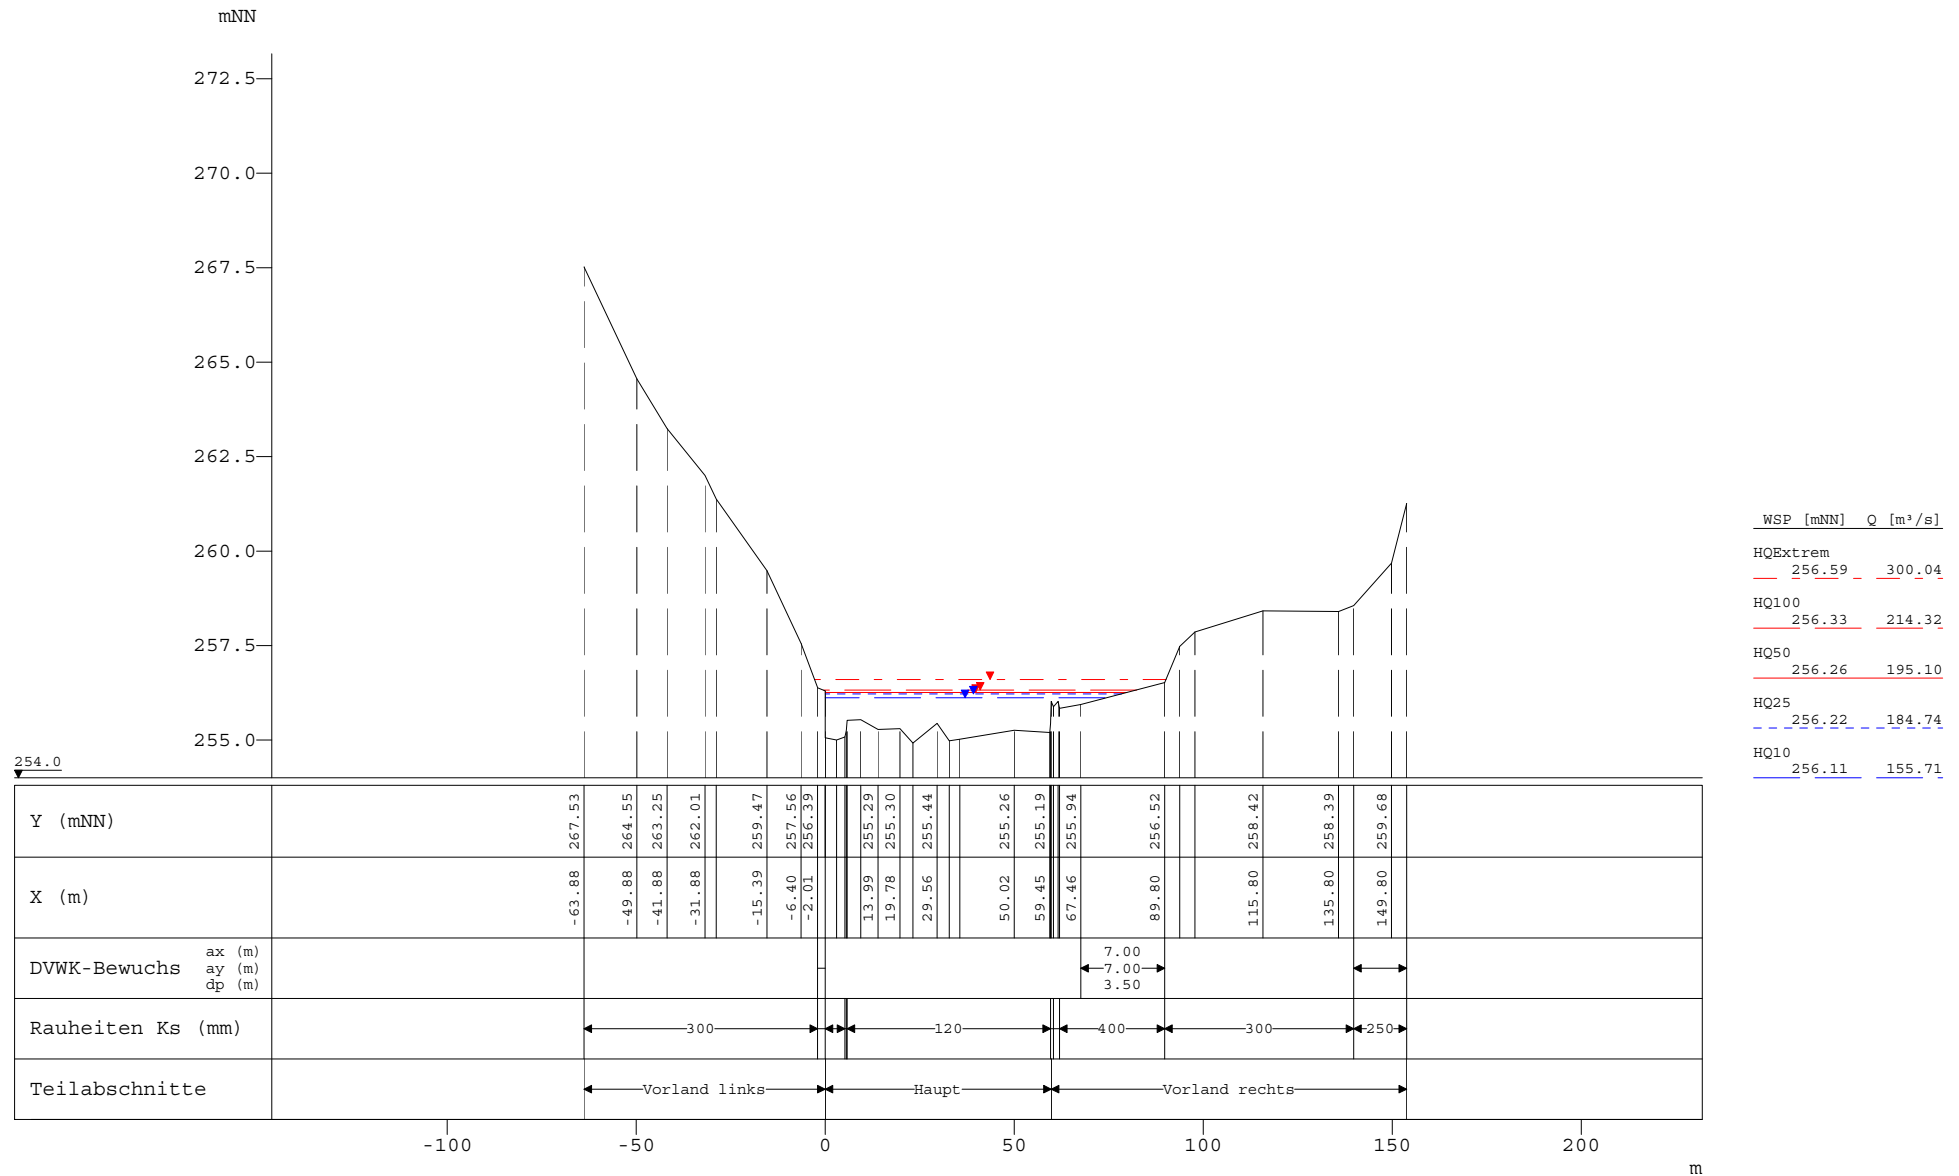 mNN
272.5
270.0
267.5
265.0
262.5
260.0
257.5
255.0
254.0
WSP [mNN] Q [m³/s]
HQExtrem
256.59 300.04
HQ100
256.33 214.32
HQ50
256.26 195.10
HQ25
256.22 184.74
HQ10
256.11 155.71
Y (mNN)
267.53 264.55 263.25 262.01 259.47 257.56 256.39 255.29 255.30 255.44 255.26 255.19 255.94 256.52 258.42 258.39 259.68
X (m)
-63.88 -49.88 -41.88 -31.88 -15.39 -6.40 -2.01 13.99 19.78 29.56 50.02 59.45 67.46 89.80 115.80 135.80 149.80
DVWK-Bewuchs
ax (m) 7.00
ay (m) 7.00
dp (m) 3.50
Rauheiten Ks (mm) 300 120 400 300 250
Teilabschnitte Vorland links Haupt Vorland rechts
-100 -50 0 50 100 150 200
m